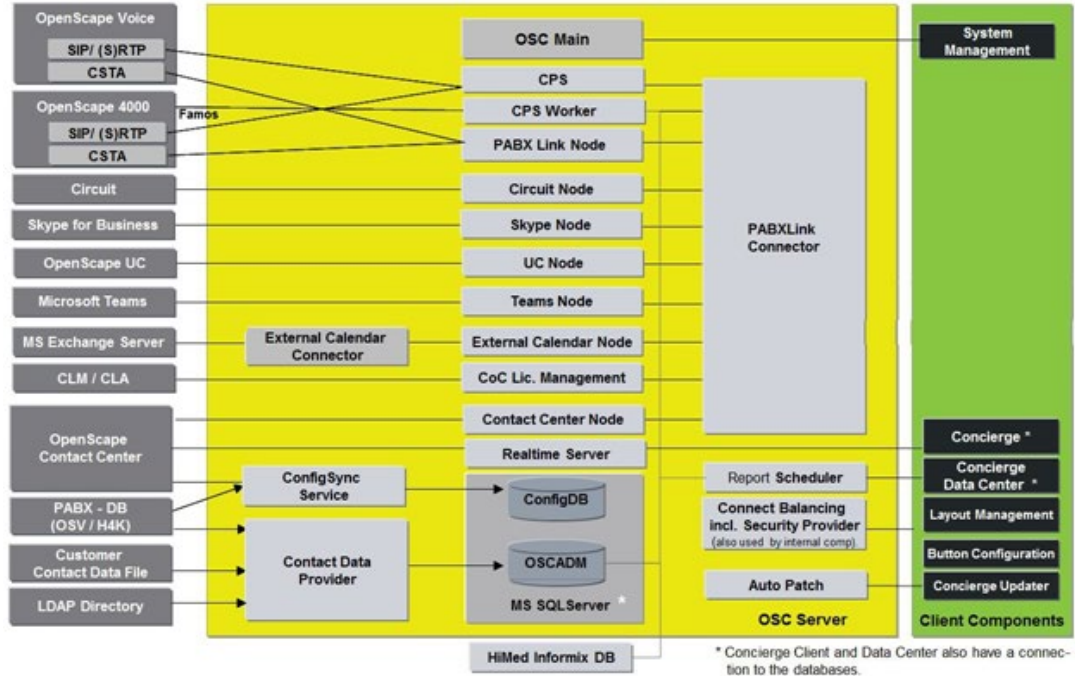 OpenScape Voice
SIP/ (S)RTP
CSTA
OpenScape 4000
SIP/ (S)RTP
CSTA
Famos
Circuit
Skype for Business
OpenScape UC
Microsoft Teams
MS Exchange Server
CLM / CLA
OpenScape
Contact Center
PABX - DB
(OSV / H4K)
Customer
Contact Data File
LDAP Directory
External Calendar
Connector
ConfigSync
Service
Contact Data
Provider
OSC Main
CPS
CPS Worker
PABX Link Node
Circuit Node
Skype Node
UC Node
Teams Node
External Calendar Node
CoC Lic. Management
Contact Center Node
Realtime Server
ConfigDB
OSCADM
MS SQLServer *
HiMed Informix DB
PABXLink
Connector
Report Scheduler
Connect Balancing
incl. Security Provider
(also used by internal comp).
Auto Patch
OSC Server
System
Management
Concierge *
Concierge
Data Center *
Layout Management
Button Configuration
Concierge Updater
Client Components
* Concierge Client and Data Center also have a connec-
tion to the databases.